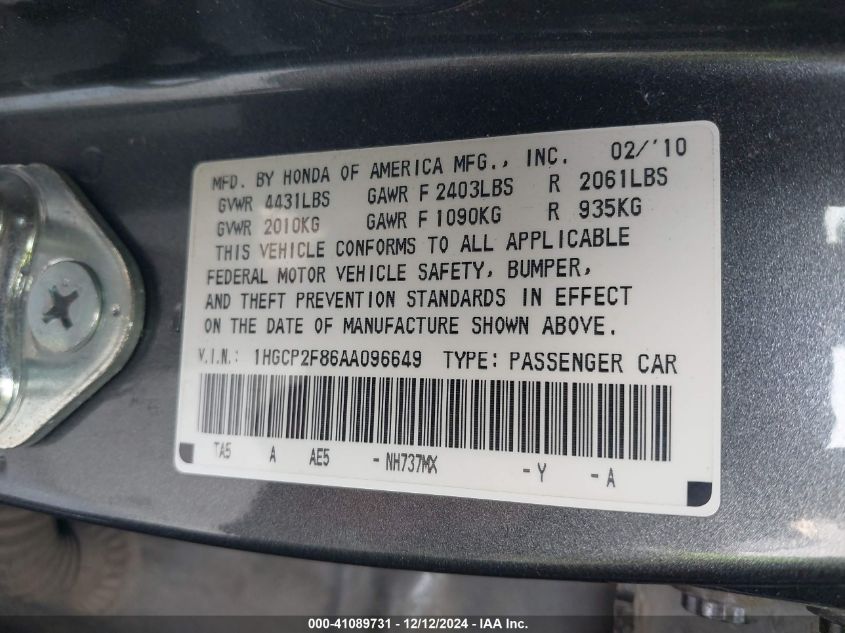 MFD. BY HONDA OF AMERICA MFG., INC. 02/'10
GVWR 4431LBS GAWR F 2403LBS R 2061LBS
GVWR 2010KG GAWR F 1090KG R 935KG
THIS VEHICLE CONFORMS TO ALL APPLICABLE
FEDERAL MOTOR VEHICLE SAFETY, BUMPER,
AND THEFT PREVENTION STANDARDS IN EFFECT
ON THE DATE OF MANUFACTURE SHOWN ABOVE.
V.I.N.: 1HGCP2F86AA096649 TYPE: PASSENGER CAR
TA5 A AE5 - NH737MX - Y - A
000-41089731 - 12/12/2024 - IAA Inc.